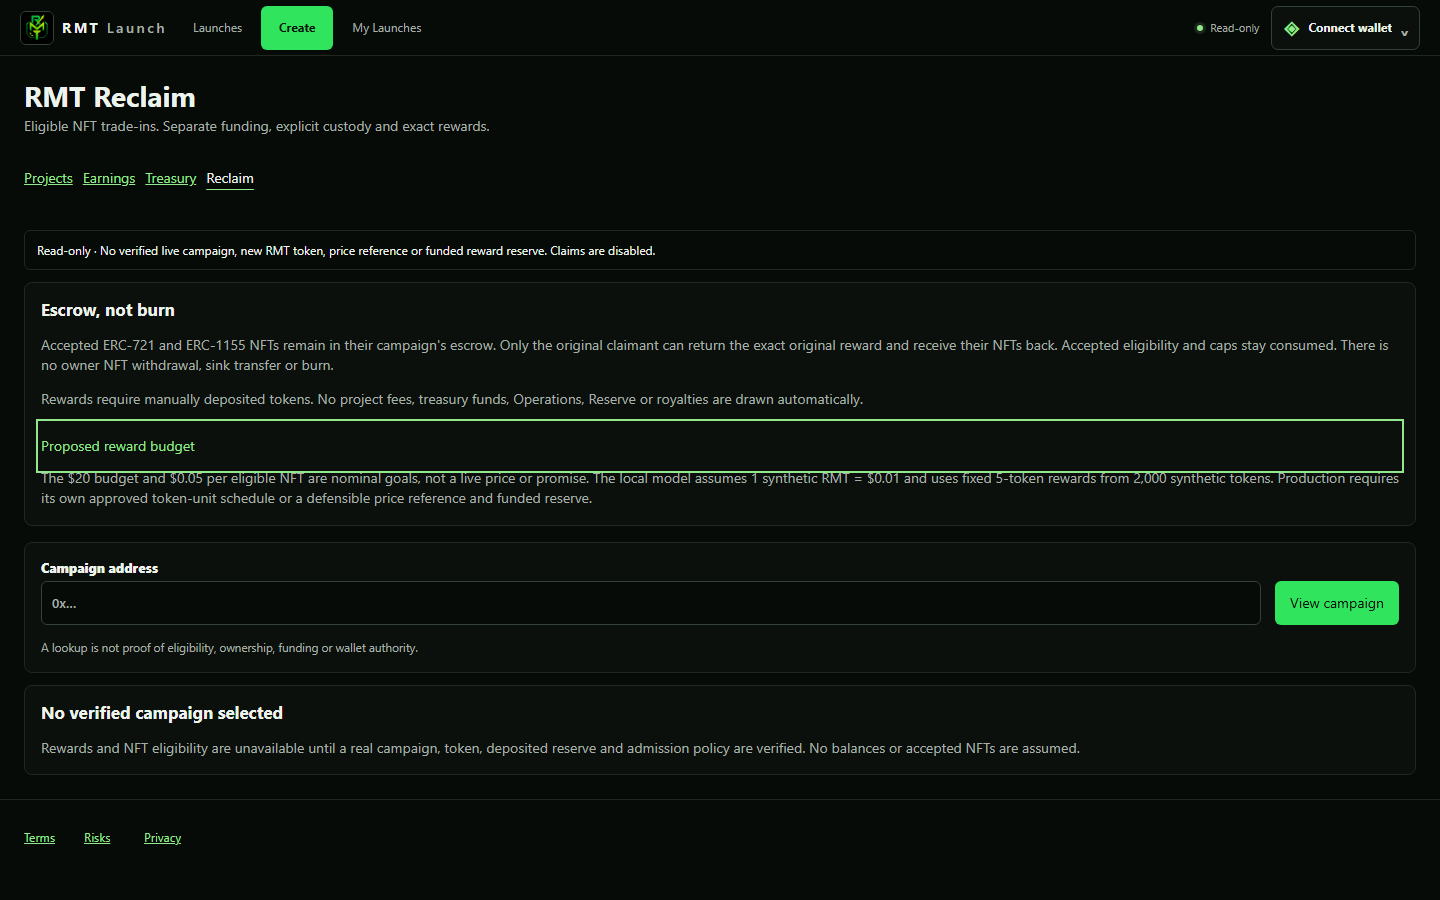 RMT Launch
Launches
Create
My Launches
Read-only
Connect wallet
RMT Reclaim
Eligible NFT trade-ins. Separate funding, explicit custody and exact rewards.
Projects
Earnings
Treasury
Reclaim
Read-only · No verified live campaign, new RMT token, price reference or funded reward reserve. Claims are disabled.
Escrow, not burn
Accepted ERC-721 and ERC-1155 NFTs remain in their campaign's escrow. Only the original claimant can return the exact original reward and receive their NFTs back. Accepted eligibility and caps stay consumed. There is
no owner NFT withdrawal, sink transfer or burn.
Rewards require manually deposited tokens. No project fees, treasury funds, Operations, Reserve or royalties are drawn automatically.
Proposed reward budget
The $20 budget and $0.05 per eligible NFT are nominal goals, not a live price or promise. The local model assumes 1 synthetic RMT = $0.01 and uses fixed 5-token rewards from 2,000 synthetic tokens. Production requires
its own approved token-unit schedule or a defensible price reference and funded reserve.
Campaign address
0x...
View campaign
A lookup is not proof of eligibility, ownership, funding or wallet authority.
No verified campaign selected
Rewards and NFT eligibility are unavailable until a real campaign, token, deposited reserve and admission policy are verified. No balances or accepted NFTs are assumed.
Terms
Risks
Privacy